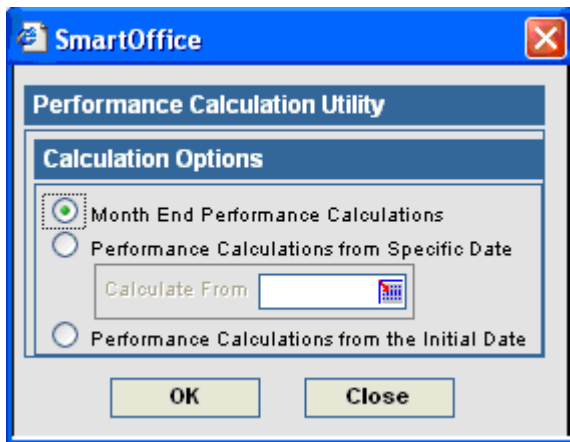 SmartOffice
Performance Calculation Utility
Calculation Options
Month End Performance Calculations
Performance Calculations from Specific Date
Calculate From
Performance Calculations from the Initial Date
OK Close